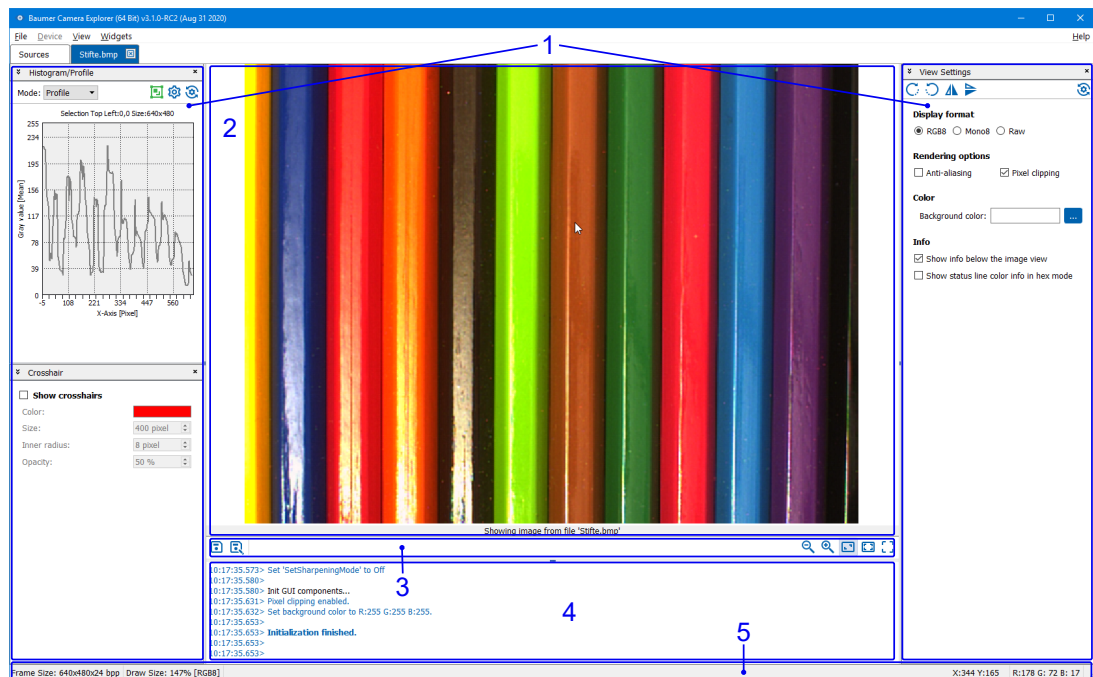 Baumer Camera Explorer (64 Bit) v3.1.0-RC2 (Aug 31 2020)
File Device View Widgets Help
Sources Stifte.bmp
1
Histogram/Profile
Mode: Profile
Selection Top Left:0,0 Size:640x480
255
234
195
156
117
78
39
0
Gray value [Mean]
-5 108 221 334 447 560
X-Axis [Pixel]
Crosshair
Show crosshairs
Color:
Size: 400 pixel
Inner radius: 8 pixel
Opacity: 50 %
2
Showing image from file 'Stifte.bmp'
3
10:17:35.573> Set 'SetSharpeningMode' to Off
10:17:35.580>
10:17:35.580> Init GUI components...
10:17:35.631> Pixel clipping enabled.
10:17:35.632> Set background color to R:255 G:255 B:255.
10:17:35.653>
10:17:35.653> Initialization finished.
10:17:35.653>
10:17:35.653>
4
View Settings
Display format
RGB8 Mono8 Raw
Rendering options
Anti-aliasing Pixel clipping
Color
Background color: ...
Info
Show info below the image view
Show status line color info in hex mode
5
Frame Size: 640x480x24 bpp Draw Size: 147% [RGB8] X:344 Y:165 R:178 G: 72 B: 17